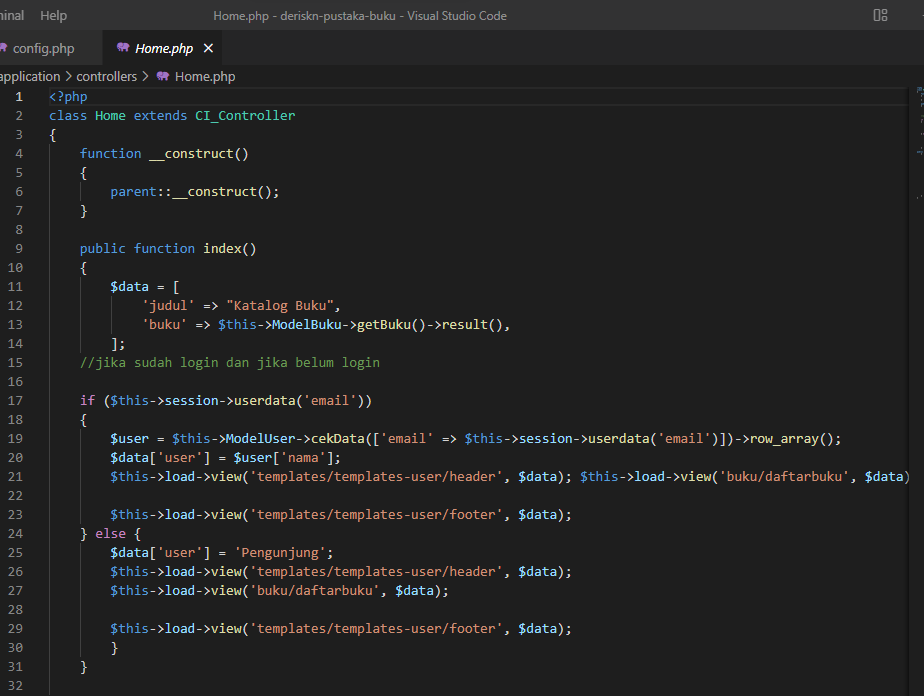 Help
Home.php - deriskn-pustaka-buku - Visual Studio Code
config.php
Home.php
application > controllers > Home.php
1 <?php
2 class Home extends CI_Controller
3 {
4 function __construct()
5 {
6 parent::__construct();
7 }
8
9 public function index()
10 {
11 $data = [
12 'judul' => "Katalog Buku",
13 'buku' => $this->ModelBuku->getBuku()->result(),
14 ];
15 //jika sudah login dan jika belum login
16
17 if ($this->session->userdata('email'))
18 {
19 $user = $this->ModelUser->cekData(['email' => $this->session->userdata('email')])->row_array();
20 $data['user'] = $user['nama'];
21 $this->load->view('templates/templates-user/header', $data); $this->load->view('buku/daftarbuku', $data)
22
23 $this->load->view('templates/templates-user/footer', $data);
24 } else {
25 $data['user'] = 'Pengunjung';
26 $this->load->view('templates/templates-user/header', $data);
27 $this->load->view('buku/daftarbuku', $data);
28
29 $this->load->view('templates/templates-user/footer', $data);
30 }
31 }
32